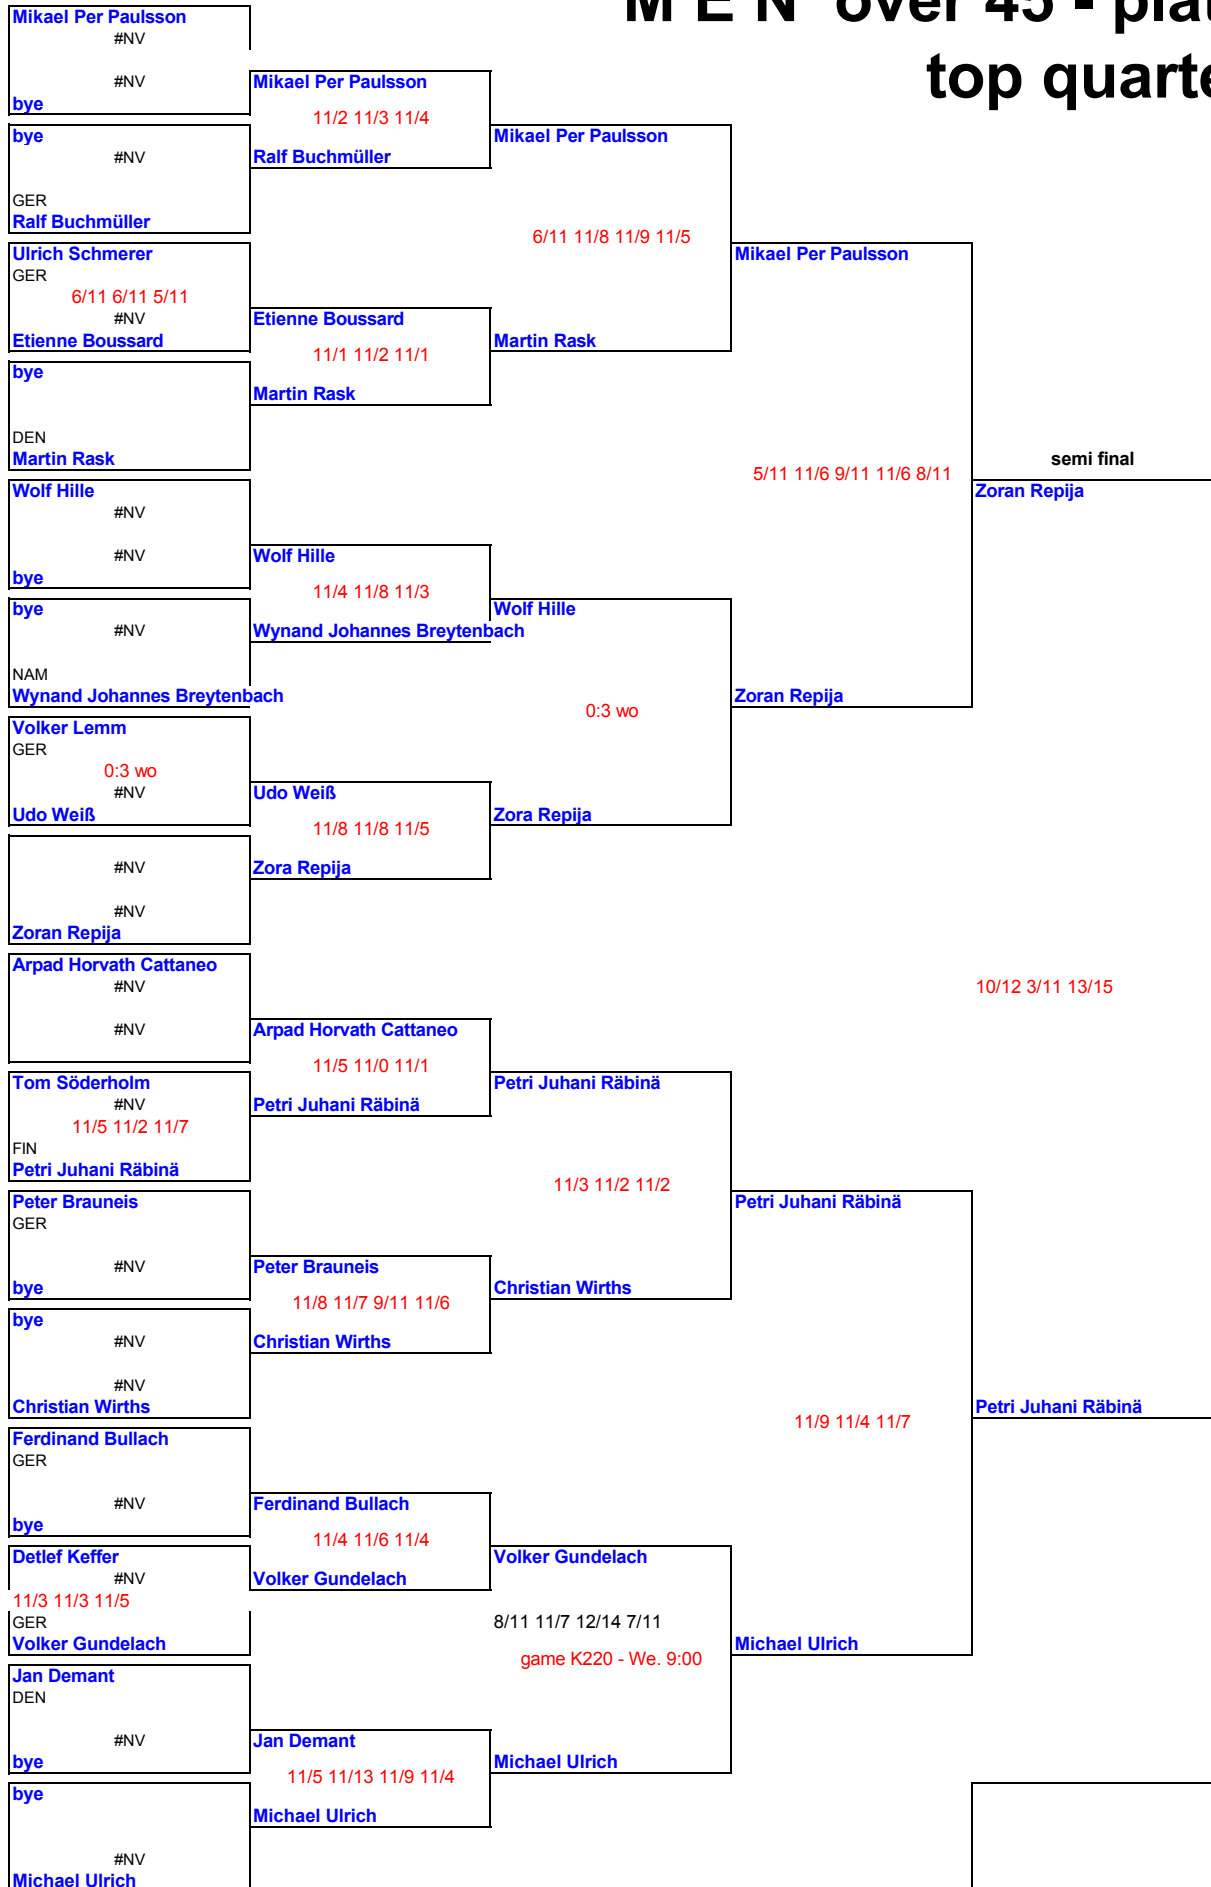 M E N over 45 - plat
top quarte
Mikael Per Paulsson
#NV
#NV
bye
bye
#NV
GER
Ralf Buchmüller
Ulrich Schmerer
GER
6/11 6/11 5/11
#NV
Etienne Boussard
bye
DEN
Martin Rask
Wolf Hille
#NV
#NV
bye
bye
#NV
NAM
Wynand Johannes Breytenbach
Volker Lemm
GER
0:3 wo
#NV
Udo Weiß
#NV
#NV
Zoran Repija
Arpad Horvath Cattaneo
#NV
#NV
Tom Söderholm
#NV
11/5 11/2 11/7
FIN
Petri Juhani Räbinä
Peter Brauneis
GER
#NV
bye
bye
#NV
#NV
Christian Wirths
Ferdinand Bullach
GER
#NV
bye
Detlef Keffer
#NV
11/3 11/3 11/5
GER
Volker Gundelach
Jan Demant
DEN
#NV
bye
bye
#NV
Michael Ulrich
Mikael Per Paulsson
11/2 11/3 11/4
Ralf Buchmüller
Etienne Boussard
11/1 11/2 11/1
Martin Rask
Wolf Hille
11/4 11/8 11/3
Wynand Johannes Breytenbach
Udo Weiß
11/8 11/8 11/5
Zora Repija
Arpad Horvath Cattaneo
11/5 11/0 11/1
Petri Juhani Räbinä
Peter Brauneis
11/8 11/7 9/11 11/6
Christian Wirths
Ferdinand Bullach
11/4 11/6 11/4
Volker Gundelach
Jan Demant
11/5 11/13 11/9 11/4
Michael Ulrich
Mikael Per Paulsson
6/11 11/8 11/9 11/5
Martin Rask
Wolf Hille
0:3 wo
Zora Repija
Petri Juhani Räbinä
11/3 11/2 11/2
Christian Wirths
Volker Gundelach
8/11 11/7 12/14 7/11
game K220 - We. 9:00
Michael Ulrich
Mikael Per Paulsson
5/11 11/6 9/11 11/6 8/11
Zoran Repija
Petri Juhani Räbinä
11/9 11/4 11/7
Michael Ulrich
semi final
Zoran Repija
10/12 3/11 13/15
Petri Juhani Räbinä